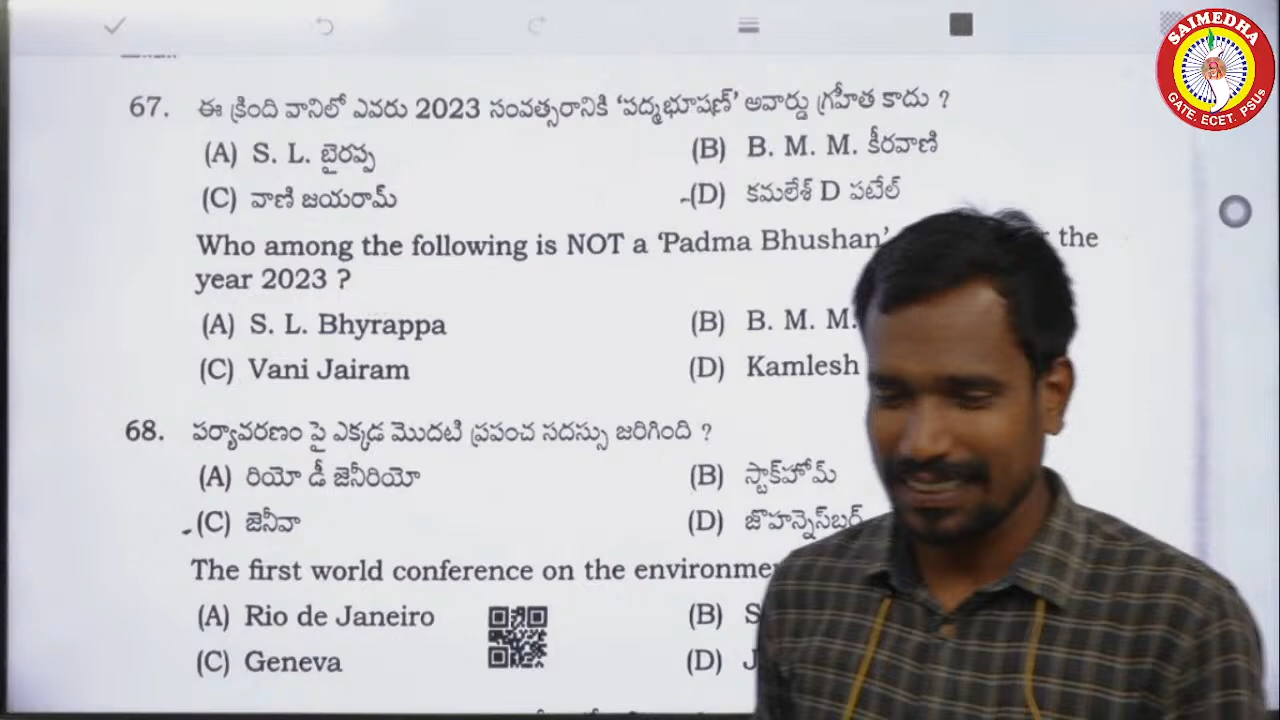 SAIMEDHA
GATE. ECET. PSUs
67. ఈ క్రింది వానిలో ఎవరు 2023 సంవత్సరానికి ‘పద్మభూషణ్’ అవార్డు గ్రహీత కాదు ?
(A) S. L. బైరప్ప (B) B. M. M. కీరవాణి
(C) వాణి జయరామ్ (D) కమలేశ్ D పటేల్
Who among the following is NOT a ‘Padma Bhushan’ the
year 2023 ?
(A) S. L. Bhyrappa (B) B. M. M.
(C) Vani Jairam (D) Kamlesh
68. పర్యావరణం పై ఎక్కడ మొదటి ప్రపంచ సదస్సు జరిగింది ?
(A) రియో డీ జెనీరియో (B) స్టాక్‌హోమ్
(C) జెనీవా (D) జొహన్నెస్‌బర్గ్
The first world conference on the
(A) Rio de Janeiro (B)
(C) Geneva (D)